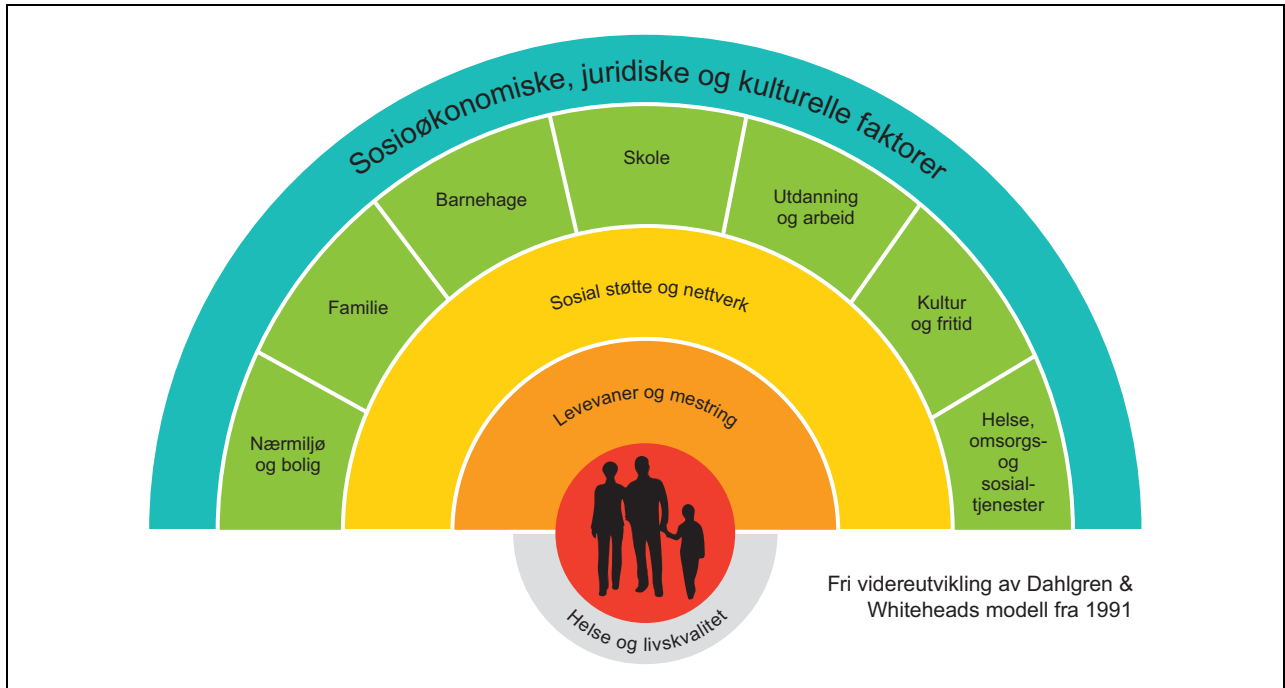 Sosioøkonomiske, juridiske og kulturelle faktorer
Nærmiljø
og bolig
Familie
Barnehage
Skole
Utdanning
og arbeid
Kultur
og fritid
Helse,
omsorgs-
og
sosial-
tjenester
Sosial støtte og nettverk
Levevaner og mestring
Helse og livskvalitet
Fri videreutvikling av Dahlgren &
Whiteheads modell fra 1991